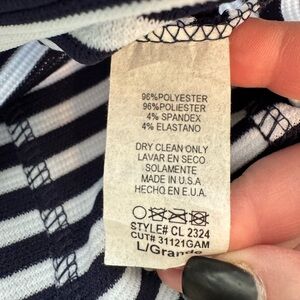 96%POLYESTER
96%POLIESTER
4% SPANDEX
4% ELASTANO
DRY CLEAN ONLY
LAVAR EN SECO
SOLAMENTE
MADE IN U.S.A
HECHO EN E.U.A.
STYLE# CL 2324
CUT# 31121GAM
L/Grande